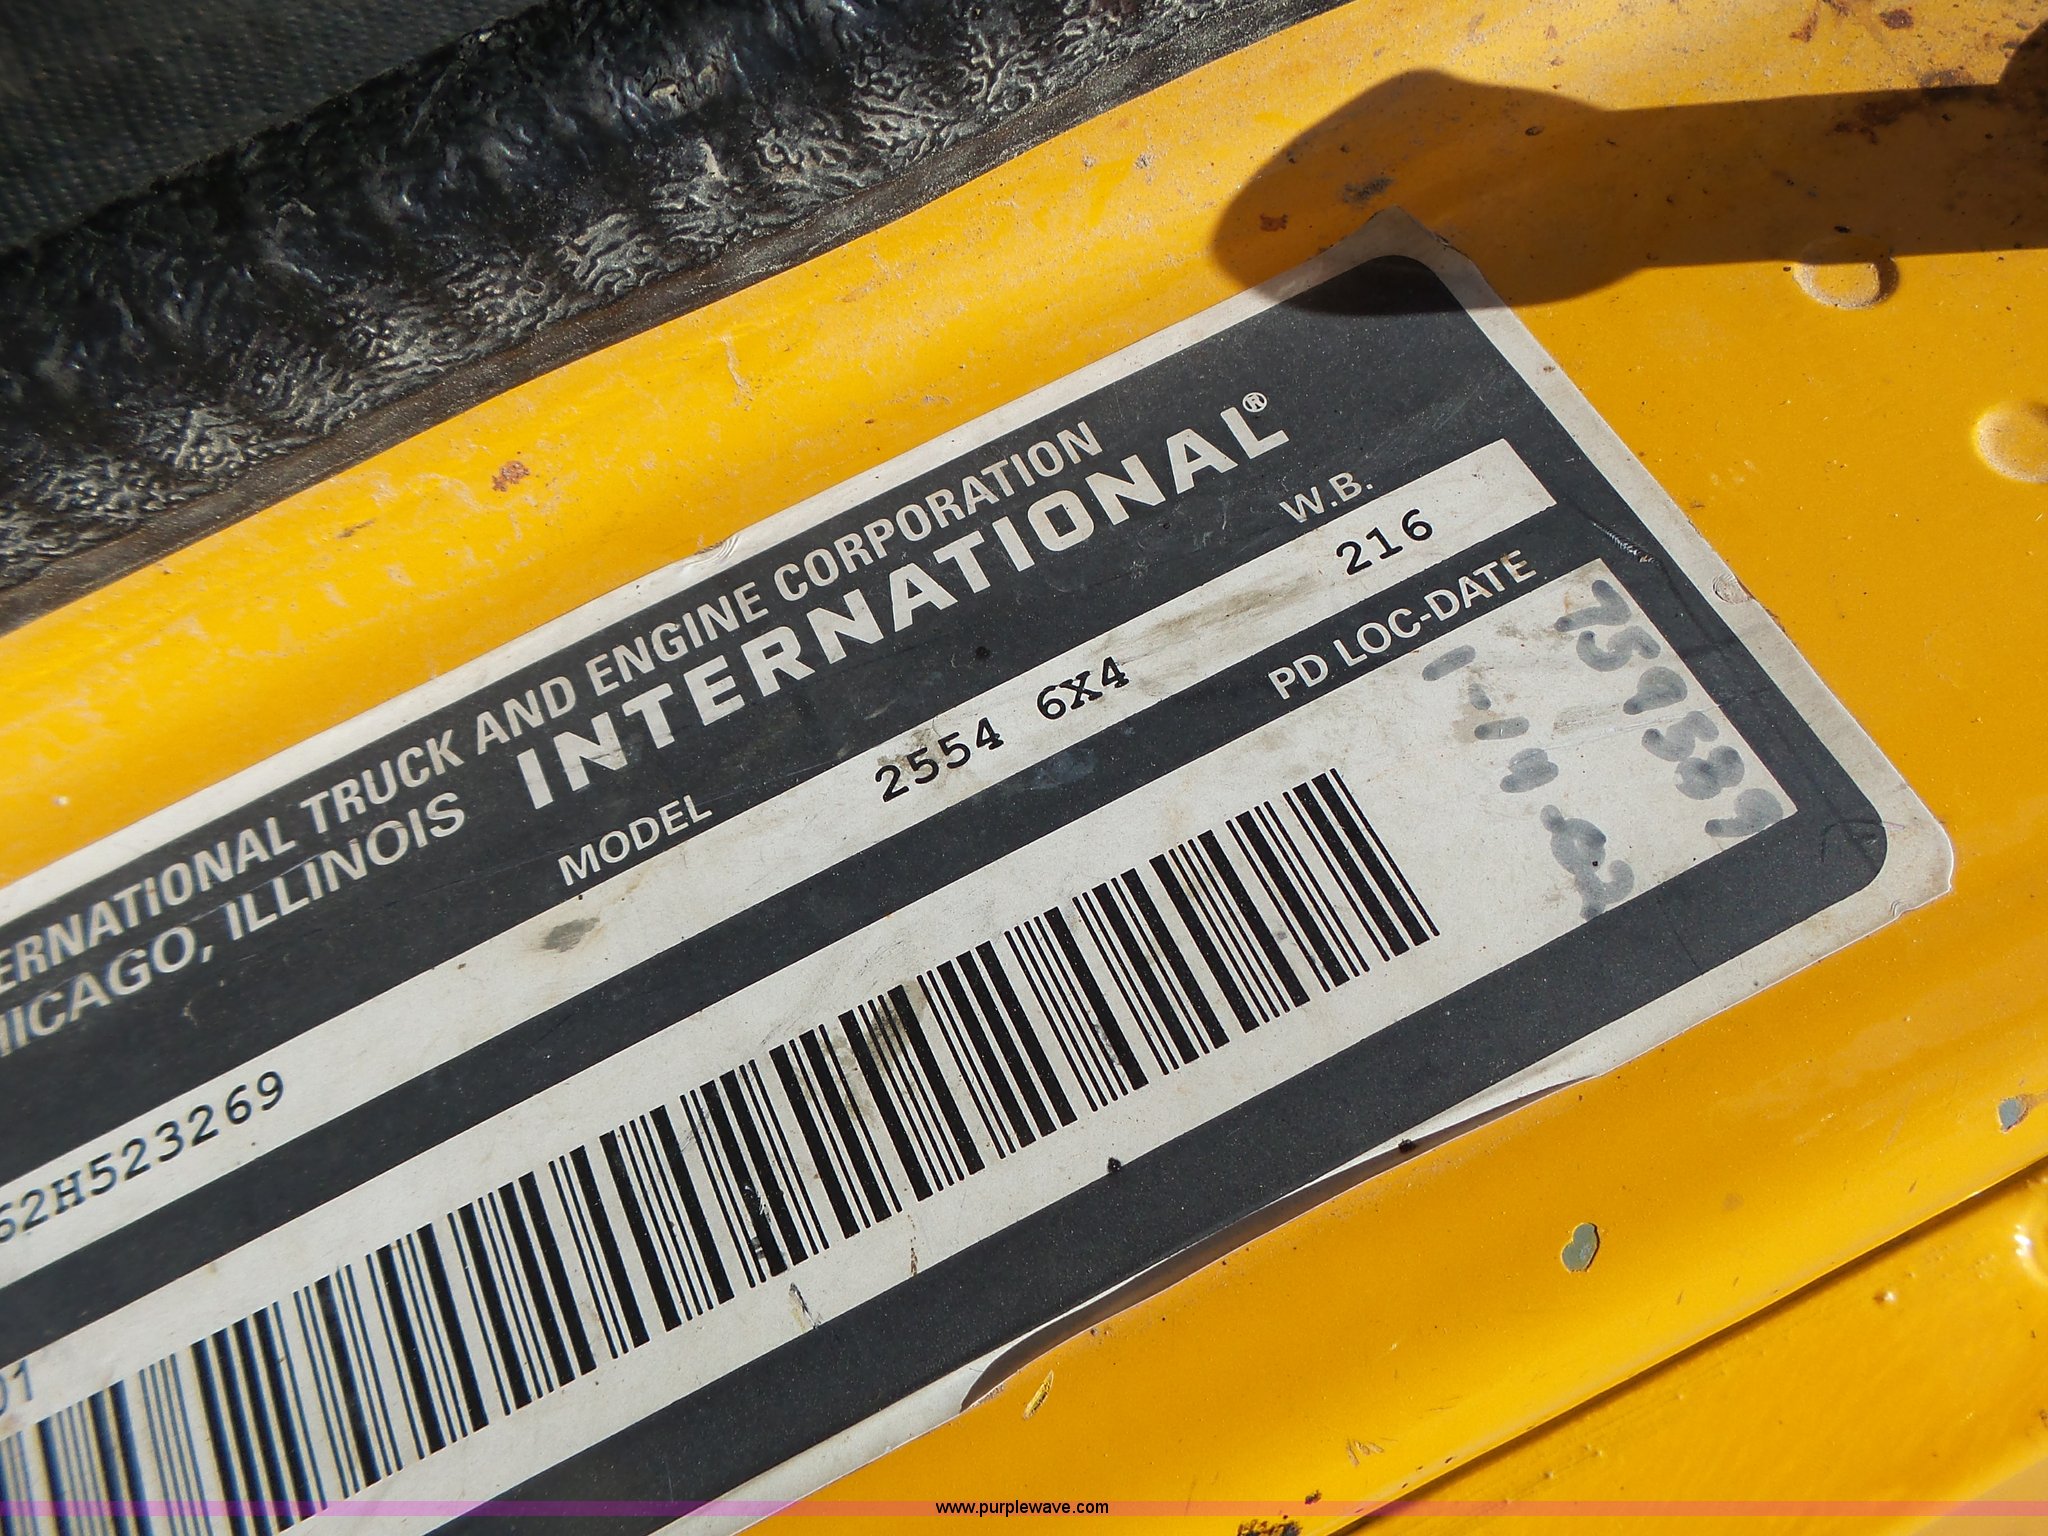 ERNATIONAL TRUCK AND ENGINE CORPORATION
HICAGO, ILLINOIS INTERNATIONAL®
MODEL W.B.
62H523269 2554 6X4 216
PD LOC-DATE
01
www.purplewave.com